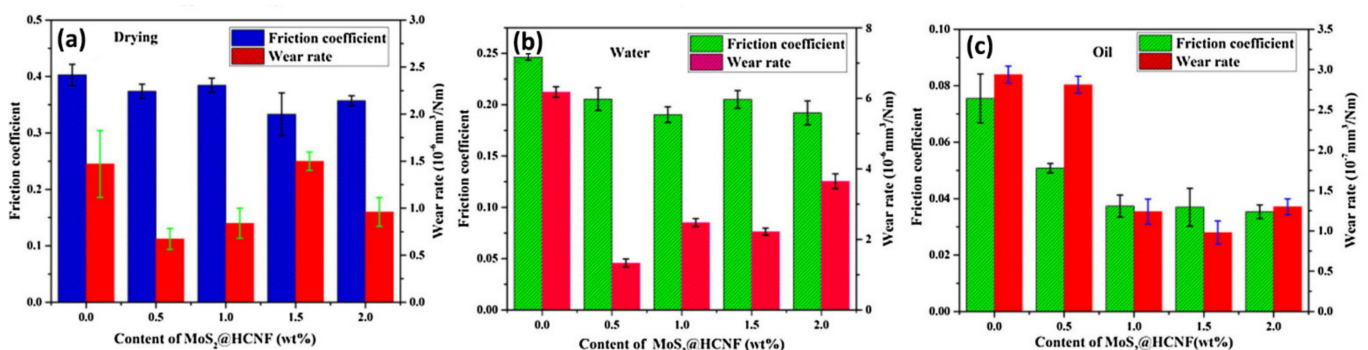 (a)
Drying
Friction coefficient
Wear rate
0.5
0.4
0.3
0.2
0.1
0.0
Friction coefficient
3.0
2.5
2.0
1.5
1.0
0.5
0.0
Wear rate (10⁻⁶mm³/Nm)
0.0 0.5 1.0 1.5 2.0
Content of MoS₂@HCNF (wt%)
(b)
Water
Friction coefficient
Wear rate
0.25
0.20
0.15
0.10
0.05
0.00
Friction coefficient
8
6
4
2
0
Wear rate (10⁻⁶mm³/Nm)
0.0 0.5 1.0 1.5 2.0
Content of MoS₂@HCNF (wt%)
(c)
Oil
Friction coefficient
Wear rate
0.10
0.08
0.06
0.04
0.02
0.00
Friction coefficient
3.5
3.0
2.5
2.0
1.5
1.0
0.5
0.0
Wear rate (10⁻⁷mm³/Nm)
0.0 0.5 1.0 1.5 2.0
Content of MoS₂@HCNF(wt%)